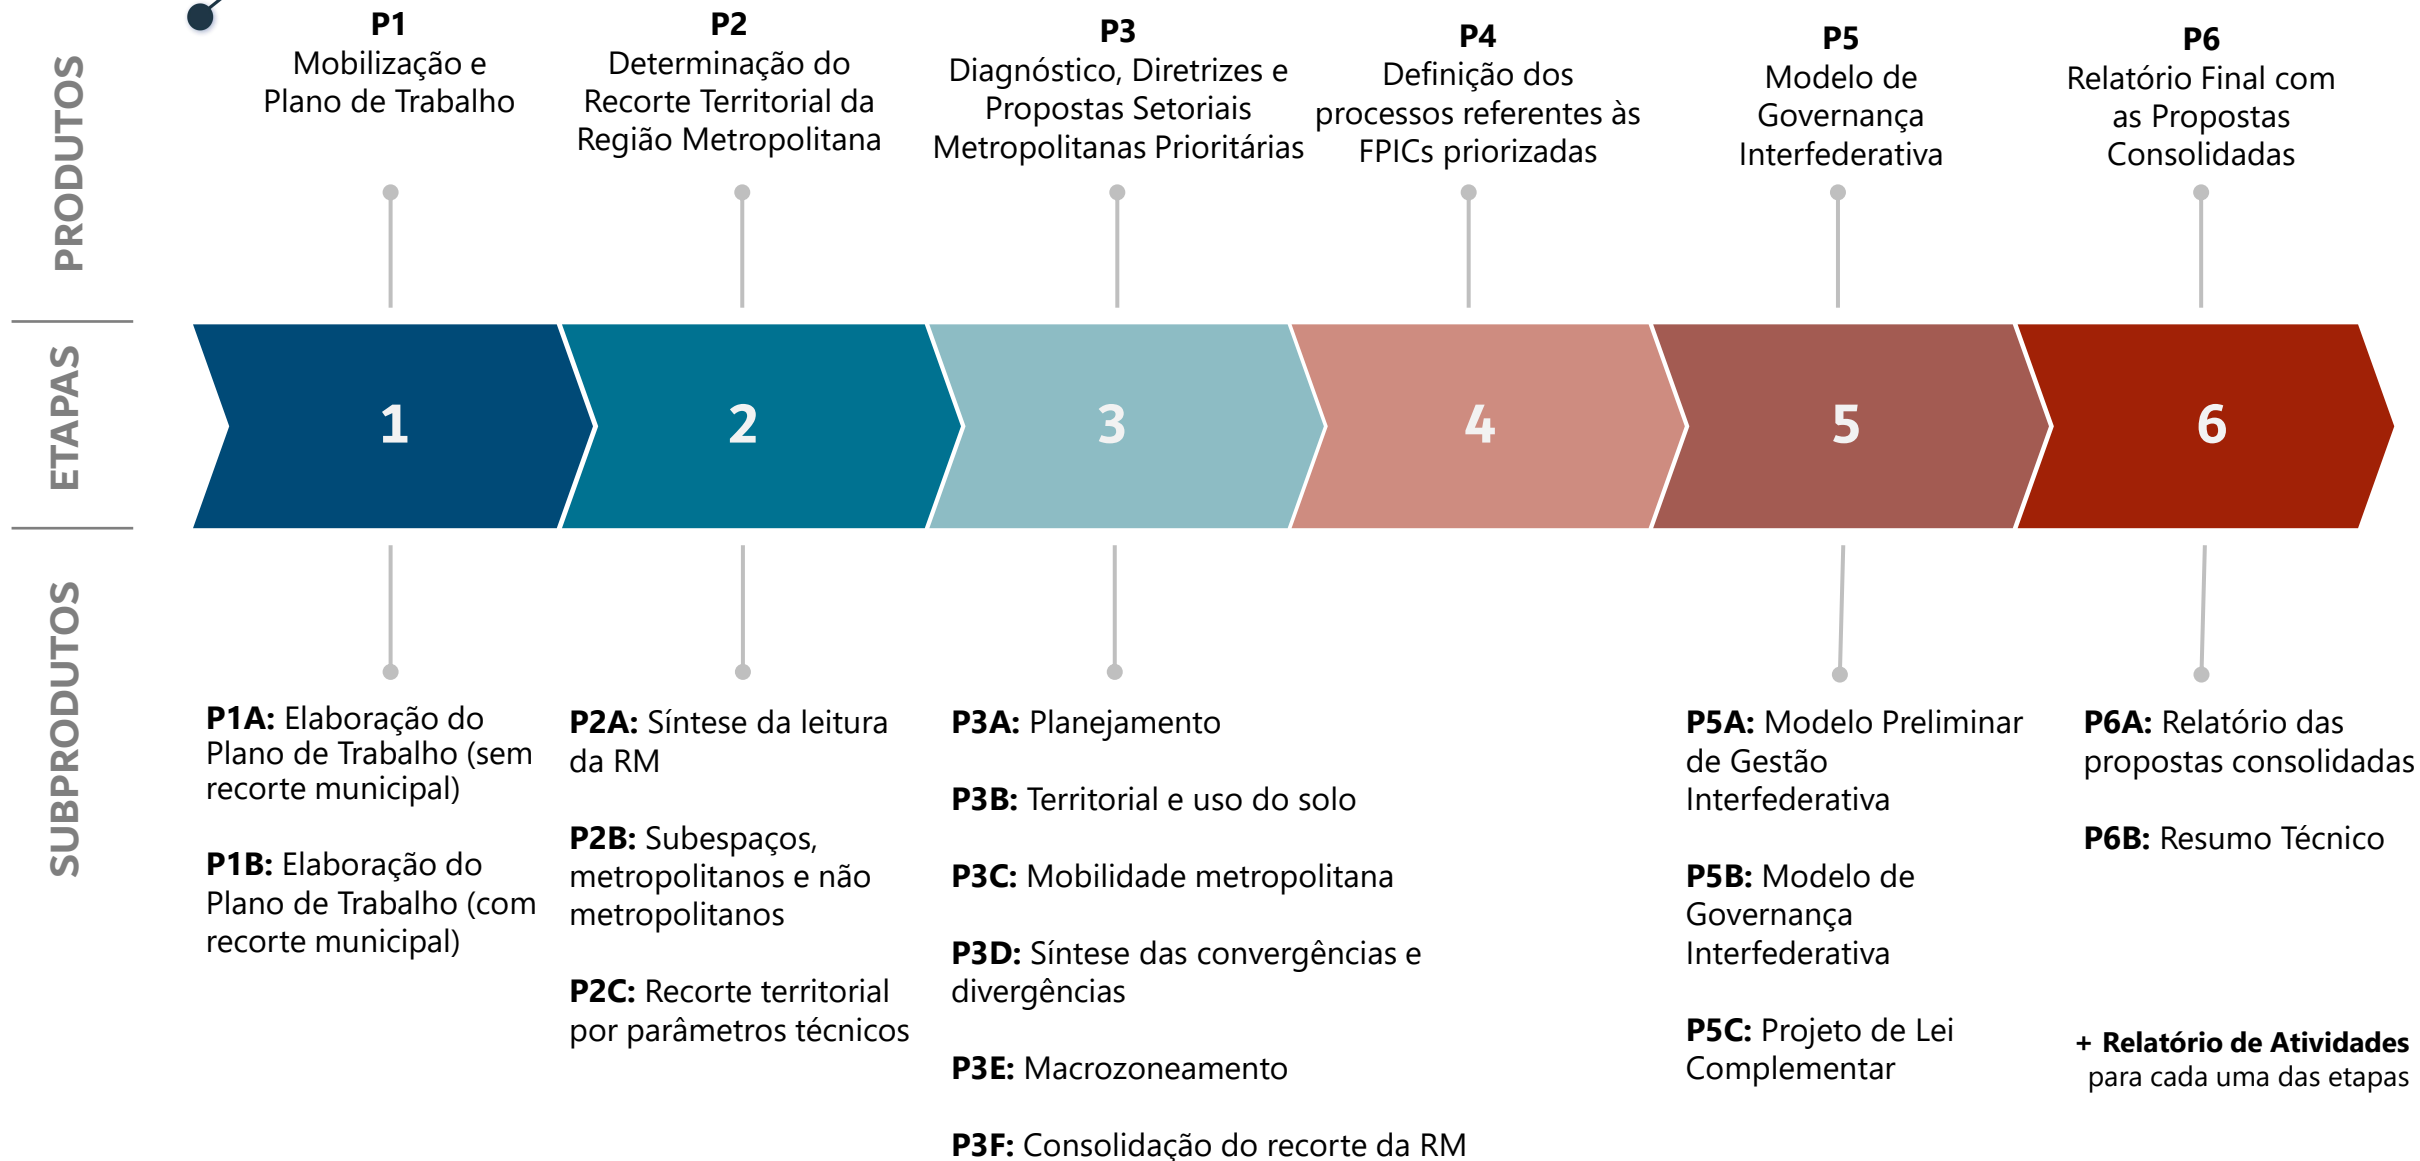 PRODUTOS
P1
Mobilização e
Plano de Trabalho
P2
Determinação do
Recorte Territorial da
Região Metropolitana
P3
Diagnóstico, Diretrizes e
Propostas Setoriais
Metropolitanas Prioritárias
P4
Definição dos
processos referentes às
FPICs priorizadas
P5
Modelo de
Governança
Interfederativa
P6
Relatório Final com
as Propostas
Consolidadas
ETAPAS
1
2
3
4
5
6
SUBPRODUTOS
P1A: Elaboração do
Plano de Trabalho (sem
recorte municipal)
P1B: Elaboração do
Plano de Trabalho (com
recorte municipal)
P2A: Síntese da leitura
da RM
P2B: Subespaços,
metropolitanos e não
metropolitanos
P2C: Recorte territorial
por parâmetros técnicos
P3A: Planejamento
P3B: Territorial e uso do solo
P3C: Mobilidade metropolitana
P3D: Síntese das convergências e
divergências
P3E: Macrozoneamento
P3F: Consolidação do recorte da RM
P5A: Modelo Preliminar
de Gestão
Interfederativa
P5B: Modelo de
Governança
Interfederativa
P5C: Projeto de Lei
Complementar
P6A: Relatório das
propostas consolidadas
P6B: Resumo Técnico
+ Relatório de Atividades
para cada uma das etapas